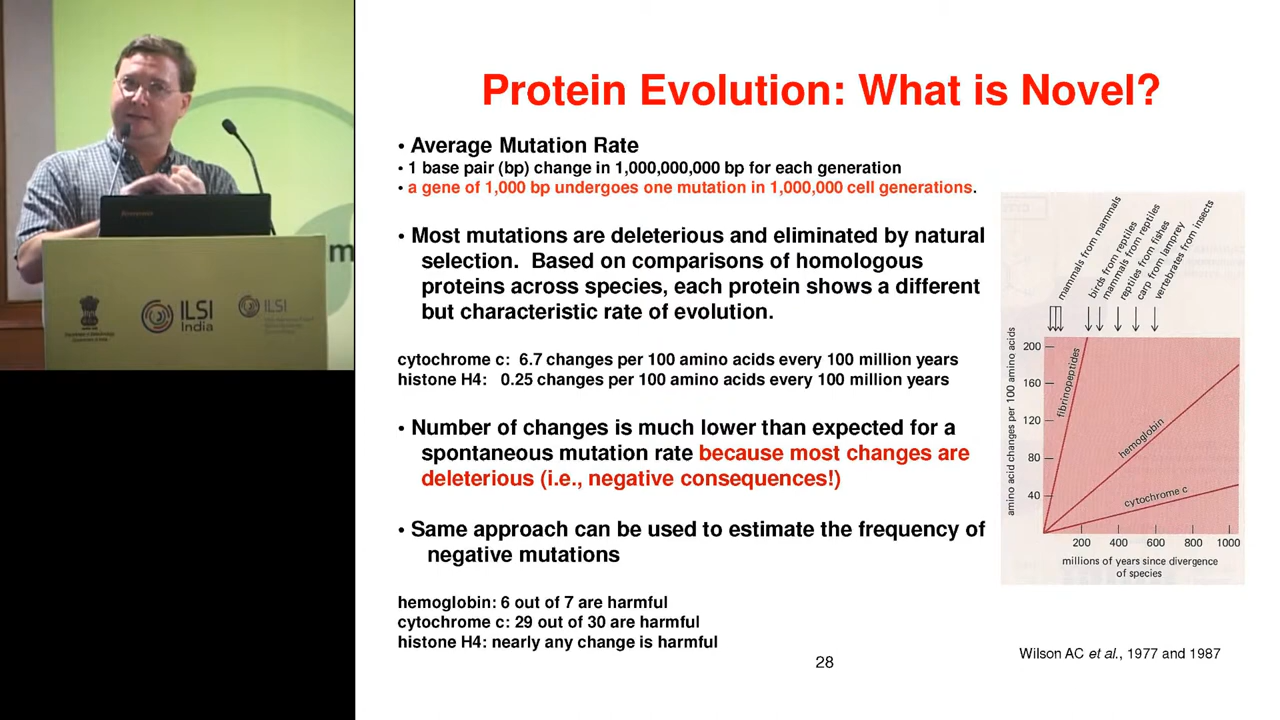 Protein Evolution: What is Novel?
• Average Mutation Rate
• 1 base pair (bp) change in 1,000,000,000 bp for each generation
• a gene of 1,000 bp undergoes one mutation in 1,000,000 cell generations.
• Most mutations are deleterious and eliminated by natural
selection. Based on comparisons of homologous
proteins across species, each protein shows a different
but characteristic rate of evolution.
cytochrome c: 6.7 changes per 100 amino acids every 100 million years
histone H4: 0.25 changes per 100 amino acids every 100 million years
• Number of changes is much lower than expected for a
spontaneous mutation rate because most changes are
deleterious (i.e., negative consequences!)
• Same approach can be used to estimate the frequency of
negative mutations
hemoglobin: 6 out of 7 are harmful
cytochrome c: 29 out of 30 are harmful
histone H4: nearly any change is harmful
28
mammals from mammals
birds from reptiles
mammals from reptiles
reptiles from fishes
carp from lamprey
vertebrates from insects
amino acid changes per 100 amino acids
200
160
120
80
40
fibrinopeptides
hemoglobin
cytochrome c
200 400 600 800 1000
millions of years since divergence
of species
Wilson AC et al., 1977 and 1987
ILSI
India
ILSI
m